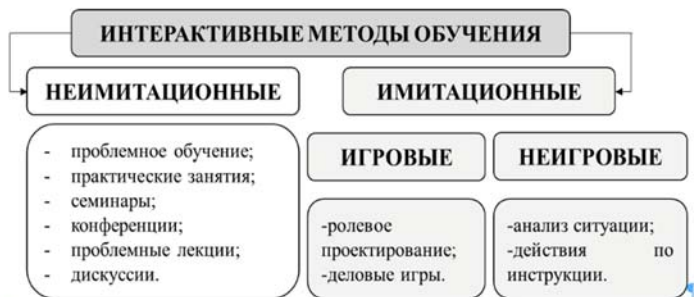 ИНТЕРАКТИВНЫЕ МЕТОДЫ ОБУЧЕНИЯ
НЕИМИТАЦИОННЫЕ
ИМИТАЦИОННЫЕ
- проблемное обучение;
- практические занятия;
- семинары;
- конференции;
- проблемные лекции;
- дискуссии.
ИГРОВЫЕ
НЕИГРОВЫЕ
-ролевое
проектирование;
-деловые игры.
-анализ ситуации;
-действия по
инструкции.